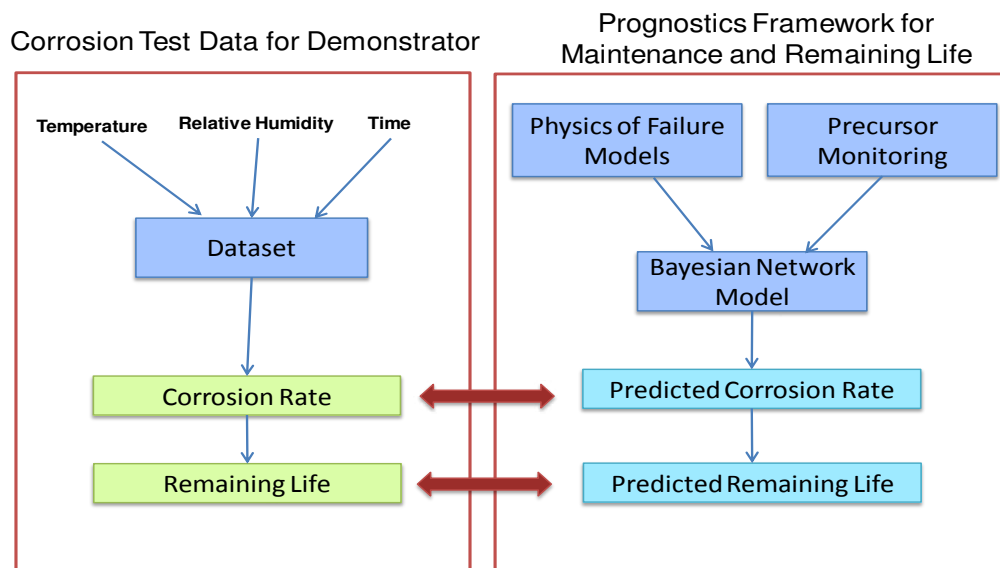 Corrosion Test Data for Demonstrator
Temperature
Relative Humidity
Time
Dataset
Corrosion Rate
Remaining Life
Prognostics Framework for
Maintenance and Remaining Life
Physics of Failure
Models
Precursor
Monitoring
Bayesian Network
Model
Predicted Corrosion Rate
Predicted Remaining Life